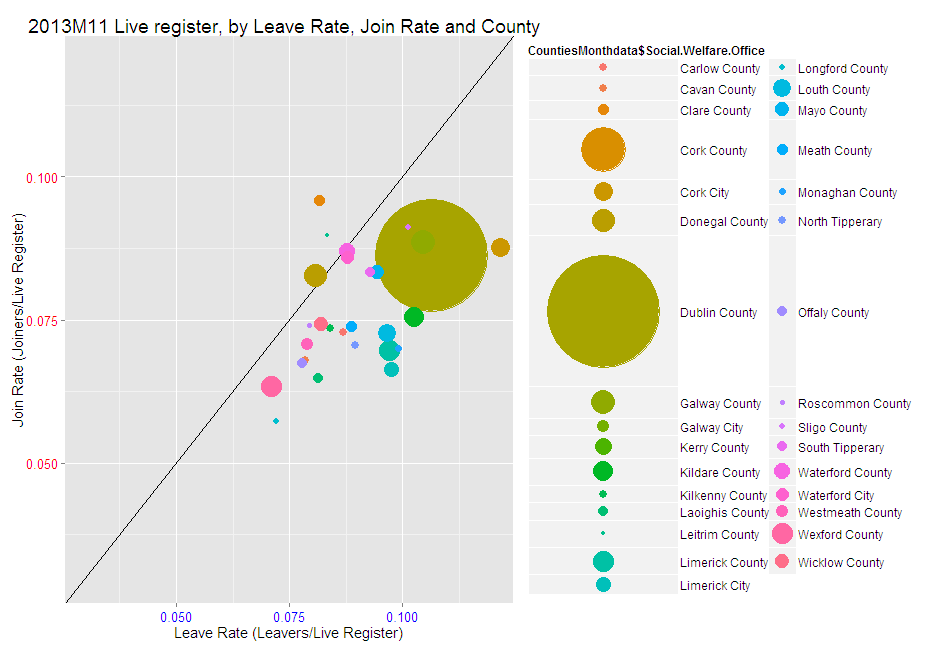 2013M11 Live register, by Leave Rate, Join Rate and County
Join Rate (Joiners/Live Register)
0.100
0.075
0.050
0.050 0.075 0.100
Leave Rate (Leavers/Live Register)
CountiesMonthdata$Social.Welfare.Office
Carlow County
Cavan County
Clare County
Cork County
Cork City
Donegal County
Dublin County
Galway County
Galway City
Kerry County
Kildare County
Kilkenny County
Laoighis County
Leitrim County
Limerick County
Limerick City
Longford County
Louth County
Mayo County
Meath County
Monaghan County
North Tipperary
Offaly County
Roscommon County
Sligo County
South Tipperary
Waterford County
Waterford City
Westmeath County
Wexford County
Wicklow County